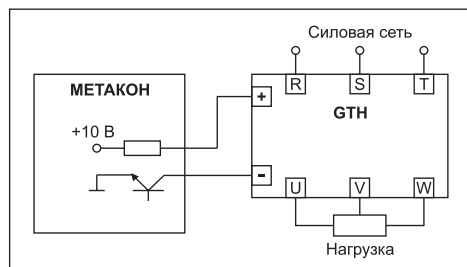 Силовая сеть
R S T
МЕТАКОН
GTH
+
+10 В
-
U V W
Нагрузка